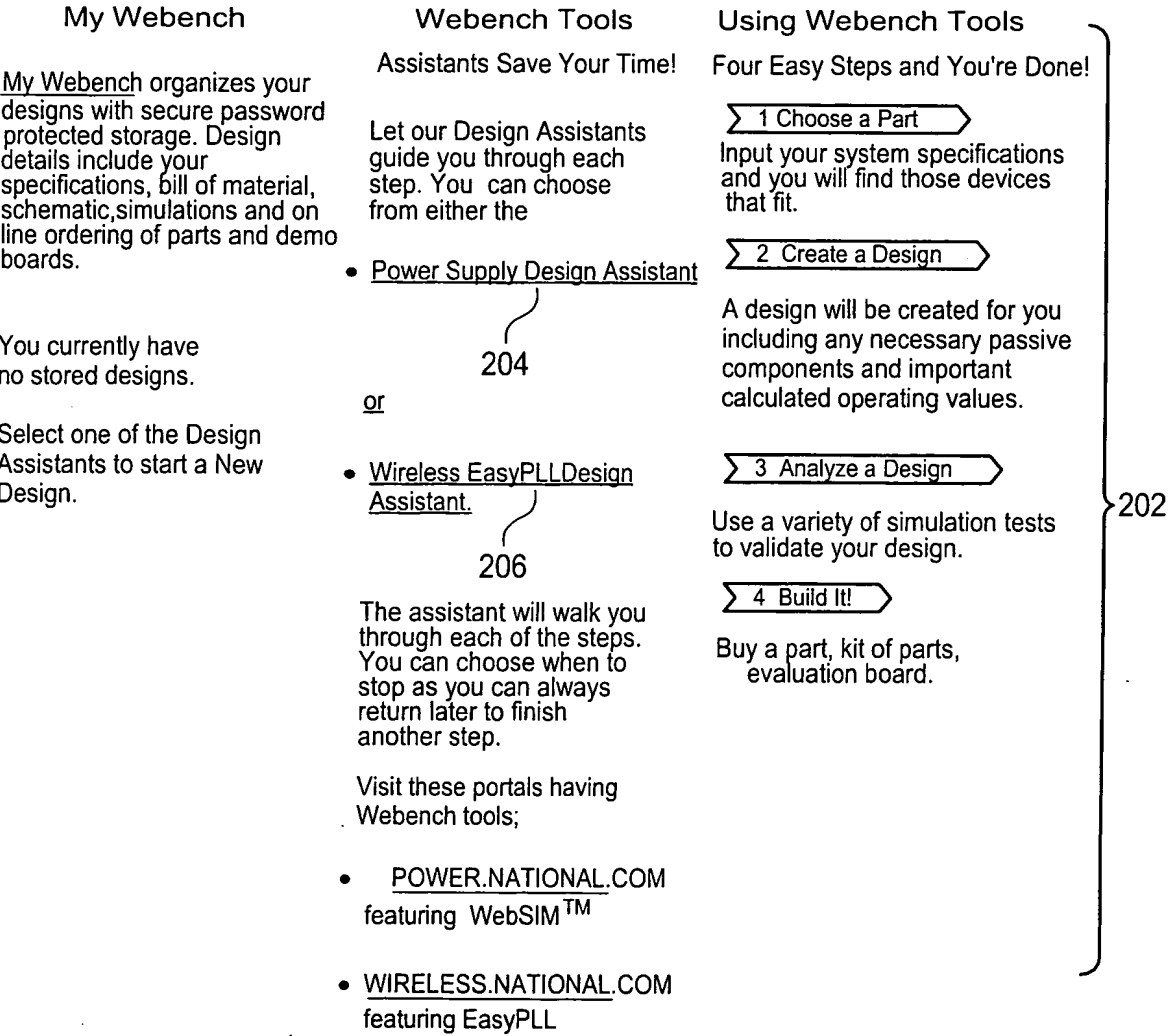 My Webench
My Webench organizes your
designs with secure password
protected storage. Design
details include your
specifications, bill of material,
schematic,simulations and on
line ordering of parts and demo
boards.
You currently have
no stored designs.
Select one of the Design
Assistants to start a New
Design.
Webench Tools
Assistants Save Your Time!
Let our Design Assistants
guide you through each
step. You can choose
from either the
• Power Supply Design Assistant
204
or
• Wireless EasyPLLDesign
Assistant.
206
The assistant will walk you
through each of the steps.
You can choose when to
stop as you can always
return later to finish
another step.
Visit these portals having
Webench tools;
• POWER.NATIONAL.COM
featuring WebSIM™
• WIRELESS.NATIONAL.COM
featuring EasyPLL
Using Webench Tools
Four Easy Steps and You're Done!
1 Choose a Part
Input your system specifications
and you will find those devices
that fit.
2 Create a Design
A design will be created for you
including any necessary passive
components and important
calculated operating values.
3 Analyze a Design
Use a variety of simulation tests
to validate your design.
4 Build It!
Buy a part, kit of parts,
evaluation board.
202